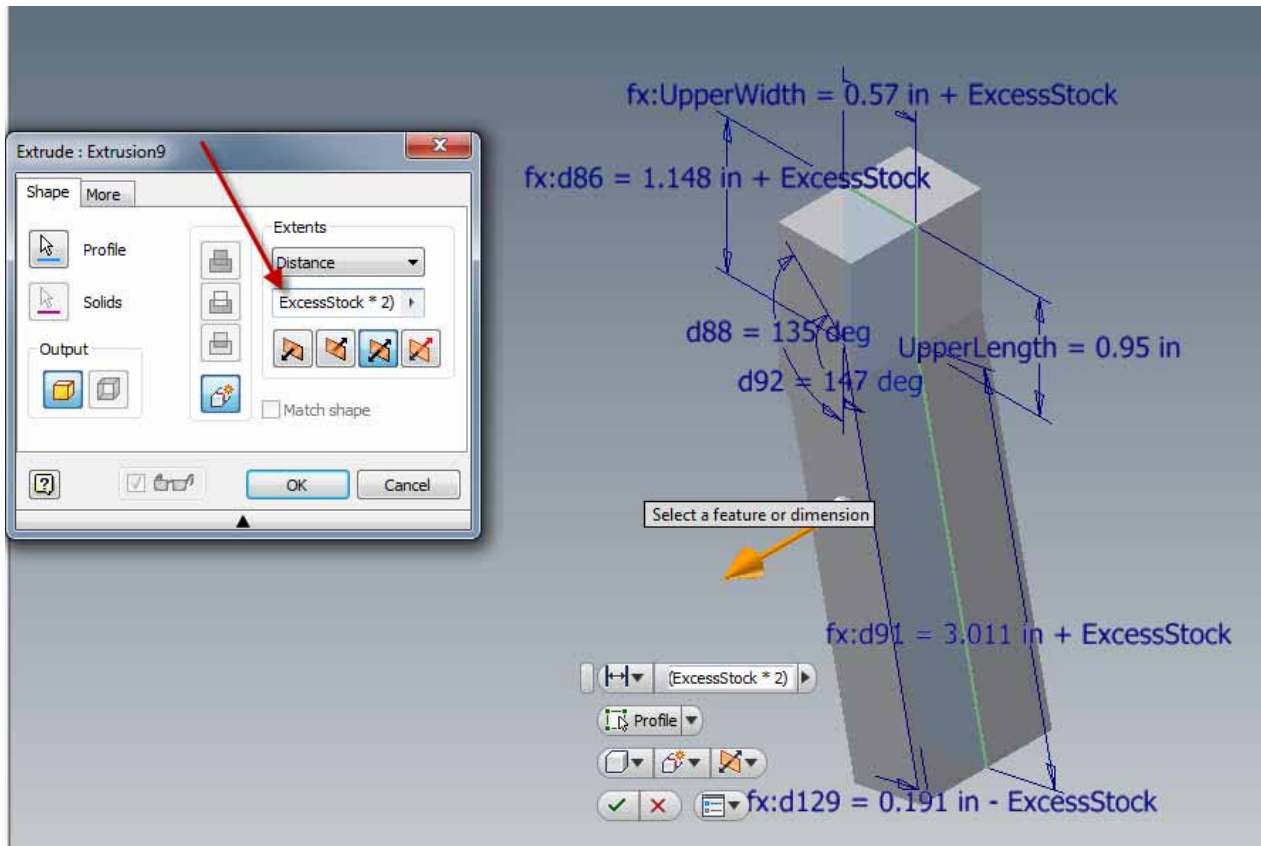 Extrude : Extrusion9
Shape
More
Profile
Solids
Output
Extents
Distance
ExcessStock * 2)
Match shape
OK
Cancel
fx:UpperWidth = 0.57 in + ExcessStock
fx:d86 = 1.148 in + ExcessStock
d88 = 135 deg
UpperLength = 0.95 in
d92 = 147 deg
Select a feature or dimension
fx:d91 = 3.011 in + ExcessStock
(ExcessStock * 2)
Profile
fx:d129 = 0.191 in - ExcessStock